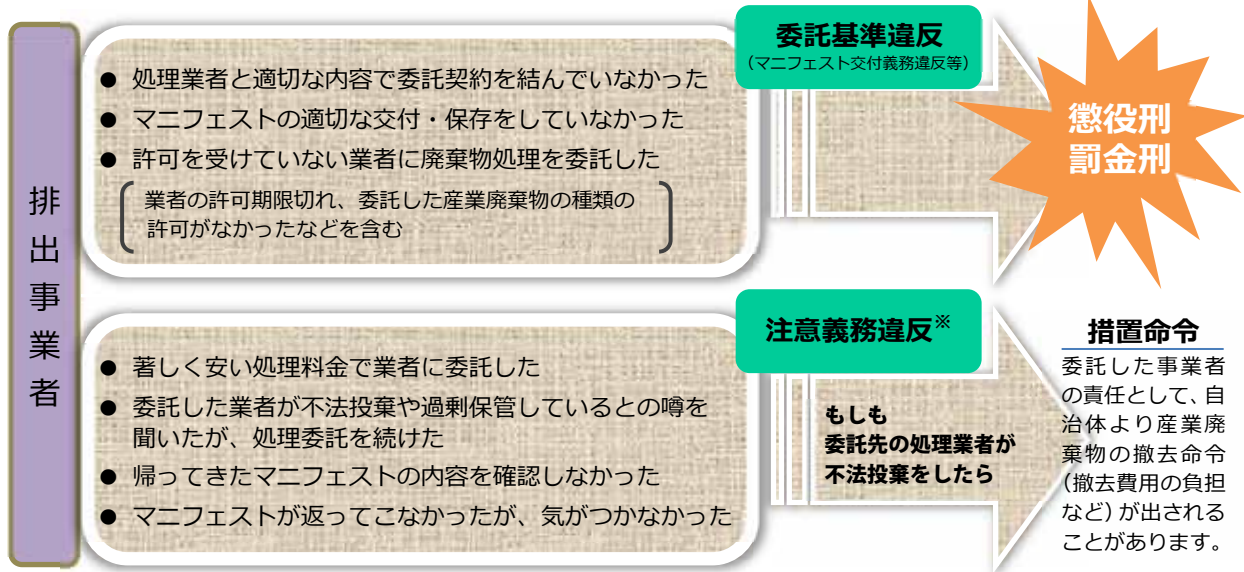 排出事業者
● 処理業者と適切な内容で委託契約を結んでいなかった
● マニフェストの適切な交付・保存をしていなかった
● 許可を受けていない業者に廃棄物処理を委託した
業者の許可期限切れ、委託した産業廃棄物の種類の
許可がなかったなどを含む
委託基準違反
（マニフェスト交付義務違反等）
懲役刑
罰金刑
● 著しく安い処理料金で業者に委託した
● 委託した業者が不法投棄や過剰保管しているとの噂を
聞いたが、処理委託を続けた
● 帰ってきたマニフェストの内容を確認しなかった
● マニフェストが返ってこなかったが、気がつかなかった
注意義務違反※
もしも
委託先の処理業者が
不法投棄をしたら
措置命令
委託した事業者
の責任として、自
治体より産業廃
棄物の撤去命令
（撤去費用の負担
など）が出される
ことがあります。